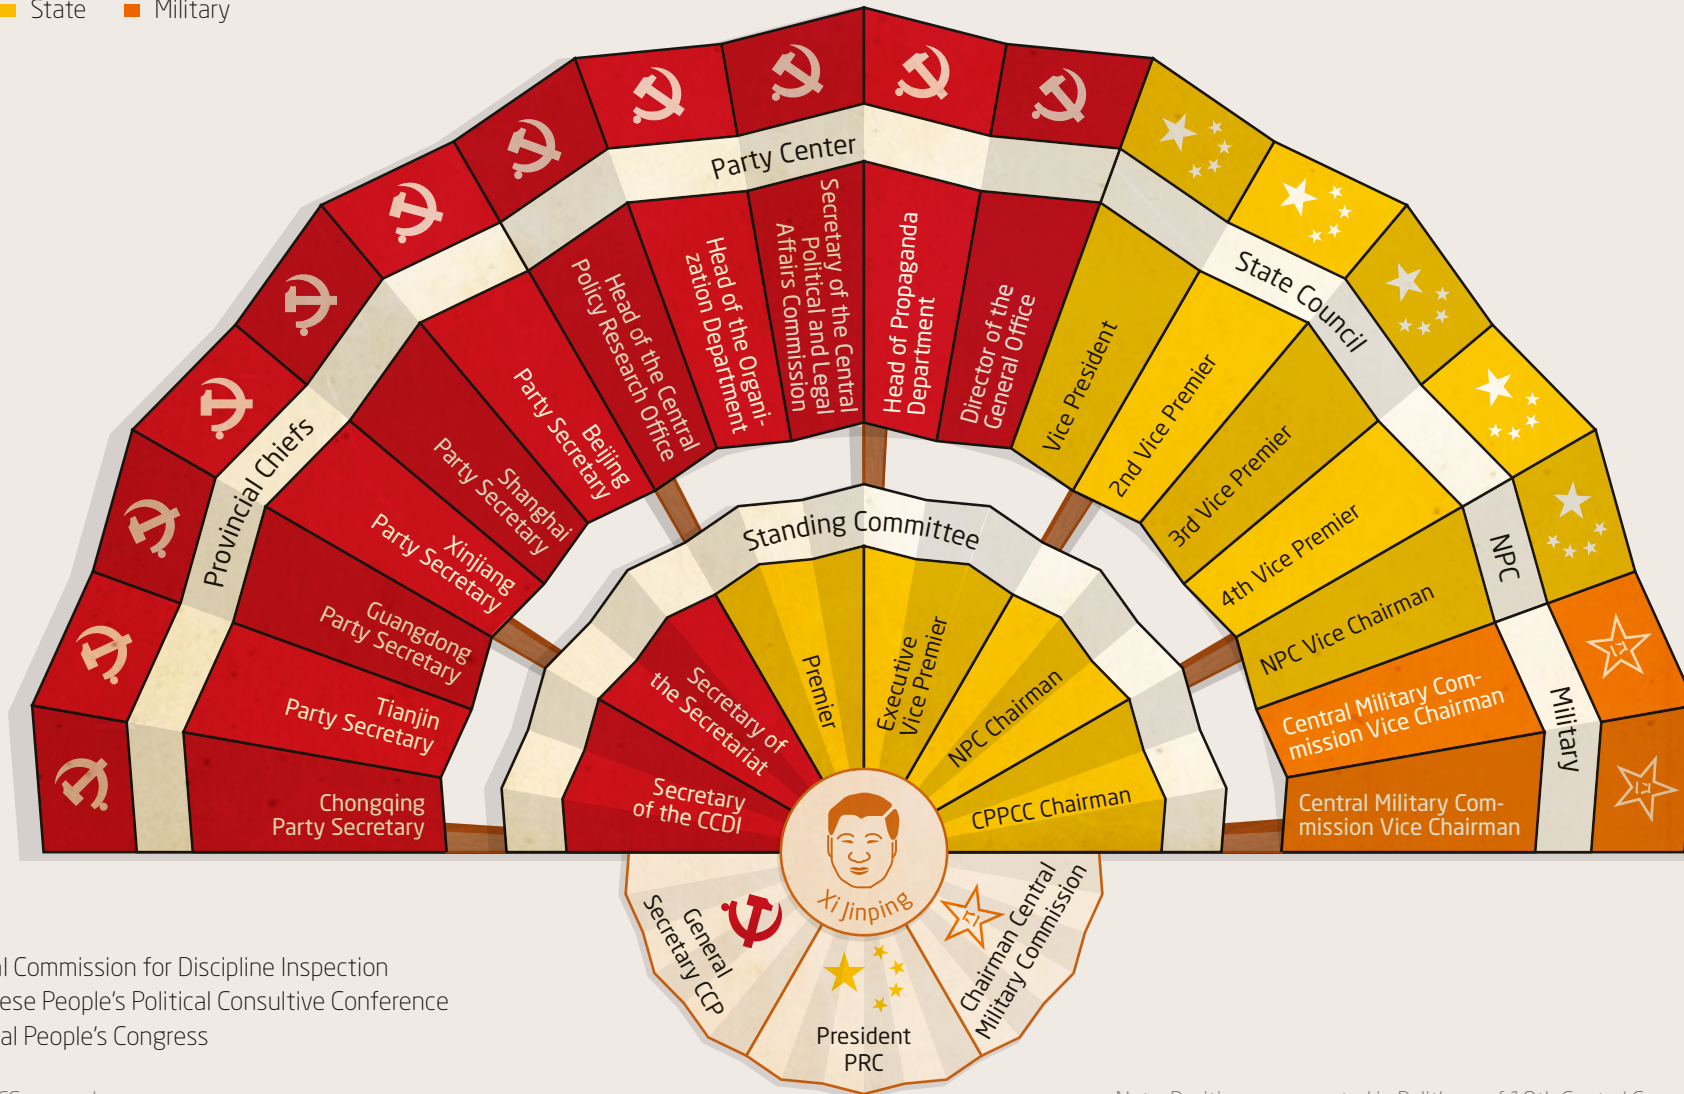 State
Military
Party Center
State Council
NPC
Military
Provincial Chiefs
Chongqing
Party Secretary
Tianjin
Party Secretary
Guangdong
Party Secretary
Xinjiang
Party Secretary
Shanghai
Party Secretary
Beijing
Party Secretary
Head of the Central
Policy Research Office
Head of the Organi-
zation Department
Secretary of the Central
Political and Legal
Affairs Commission
Head of Propaganda
Department
Director of the
General Office
Vice President
2nd Vice Premier
3rd Vice Premier
4th Vice Premier
NPC Vice Chairman
Central Military Com-
mission Vice Chairman
Central Military Com-
mission Vice Chairman
Standing Committee
Secretary
of the CCDI
Secretary of
the Secretariat
Premier
Executive
Vice Premier
NPC Chairman
CPPCC Chairman
Xi Jinping
General
Secretary CCP
President
PRC
Chairman Central
Military Commission
Commission for Discipline Inspection
People's Political Consultive Conference
People's Congress